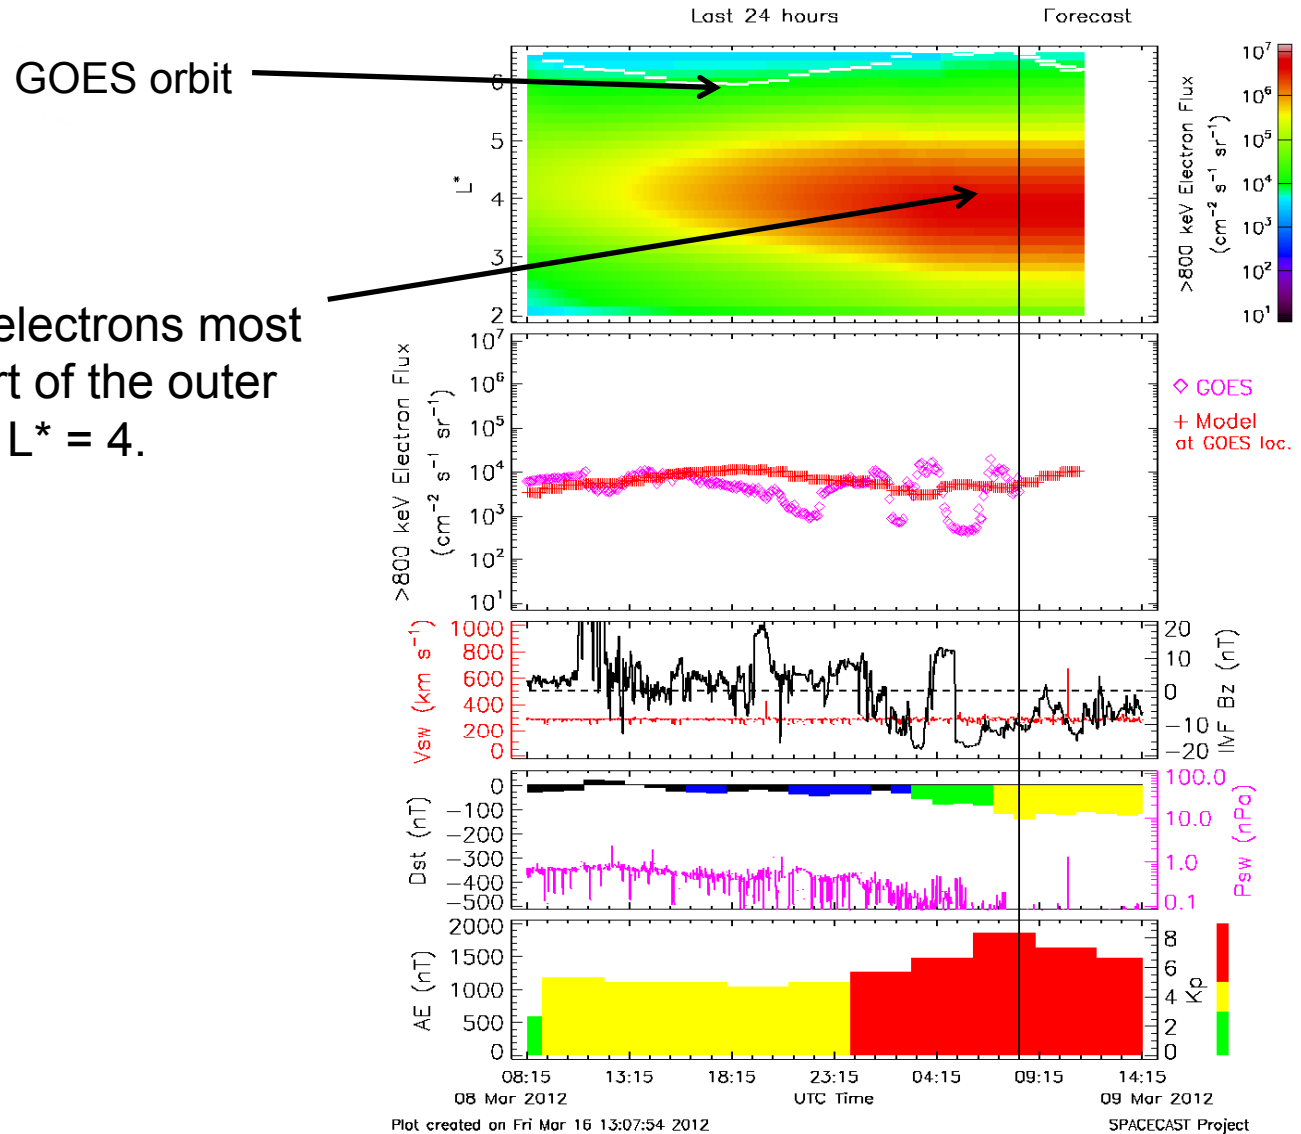 Last 24 hours
Forecast
GOES orbit
electrons most
rt of the outer
L* = 4.
L*
6
5
4
3
2
10⁷
10⁶
10⁵
10⁴
10³
10²
10¹
>800 keV Electron Flux
(cm⁻² s⁻¹ sr⁻¹)
>800 keV Electron Flux
(cm⁻² s⁻¹ sr⁻¹)
10⁷
10⁶
10⁵
10⁴
10³
10²
10¹
◇ GOES
+ Model
at GOES loc.
Vsw (km s⁻¹)
1000
800
600
400
200
0
20
10
0
−10
−20
IMF Bz (nT)
Dst (nT)
0
−100
−200
−300
−400
−500
100.0
10.0
1.0
0.1
Psw (nPa)
AE (nT)
2000
1500
1000
500
0
8
6
4
2
0
Kp
08:15 13:15 18:15 23:15 04:15 09:15 14:15
08 Mar 2012 UTC Time 09 Mar 2012
Plot created on Fri Mar 16 13:07:54 2012 SPACECAST Project